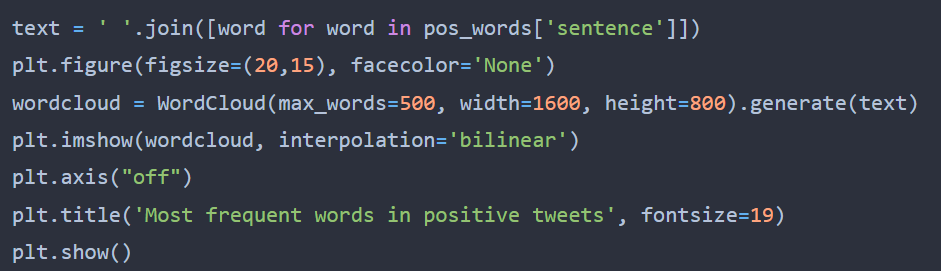 text = ' '.join([word for word in pos_words['sentence']])
plt.figure(figsize=(20,15), facecolor='None')
wordcloud = WordCloud(max_words=500, width=1600, height=800).generate(text)
plt.imshow(wordcloud, interpolation='bilinear')
plt.axis("off")
plt.title('Most frequent words in positive tweets', fontsize=19)
plt.show()